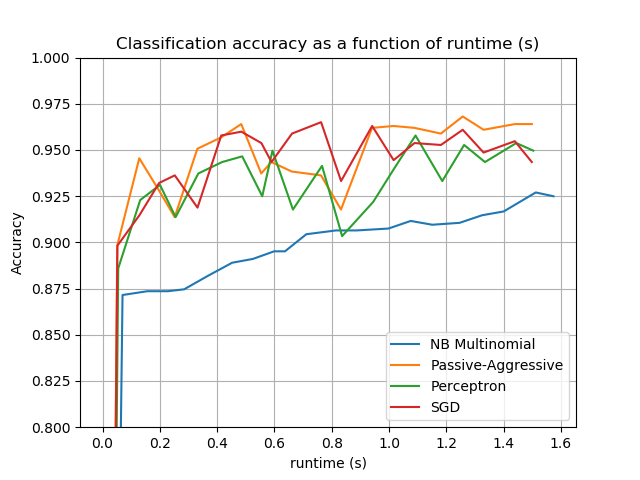 Classification accuracy as a function of runtime (s)
1.000
0.975
0.950
0.925
0.900
0.875
0.850
0.825
0.800
Accuracy
NB Multinomial
Passive-Aggressive
Perceptron
SGD
0.0 0.2 0.4 0.6 0.8 1.0 1.2 1.4 1.6
runtime (s)